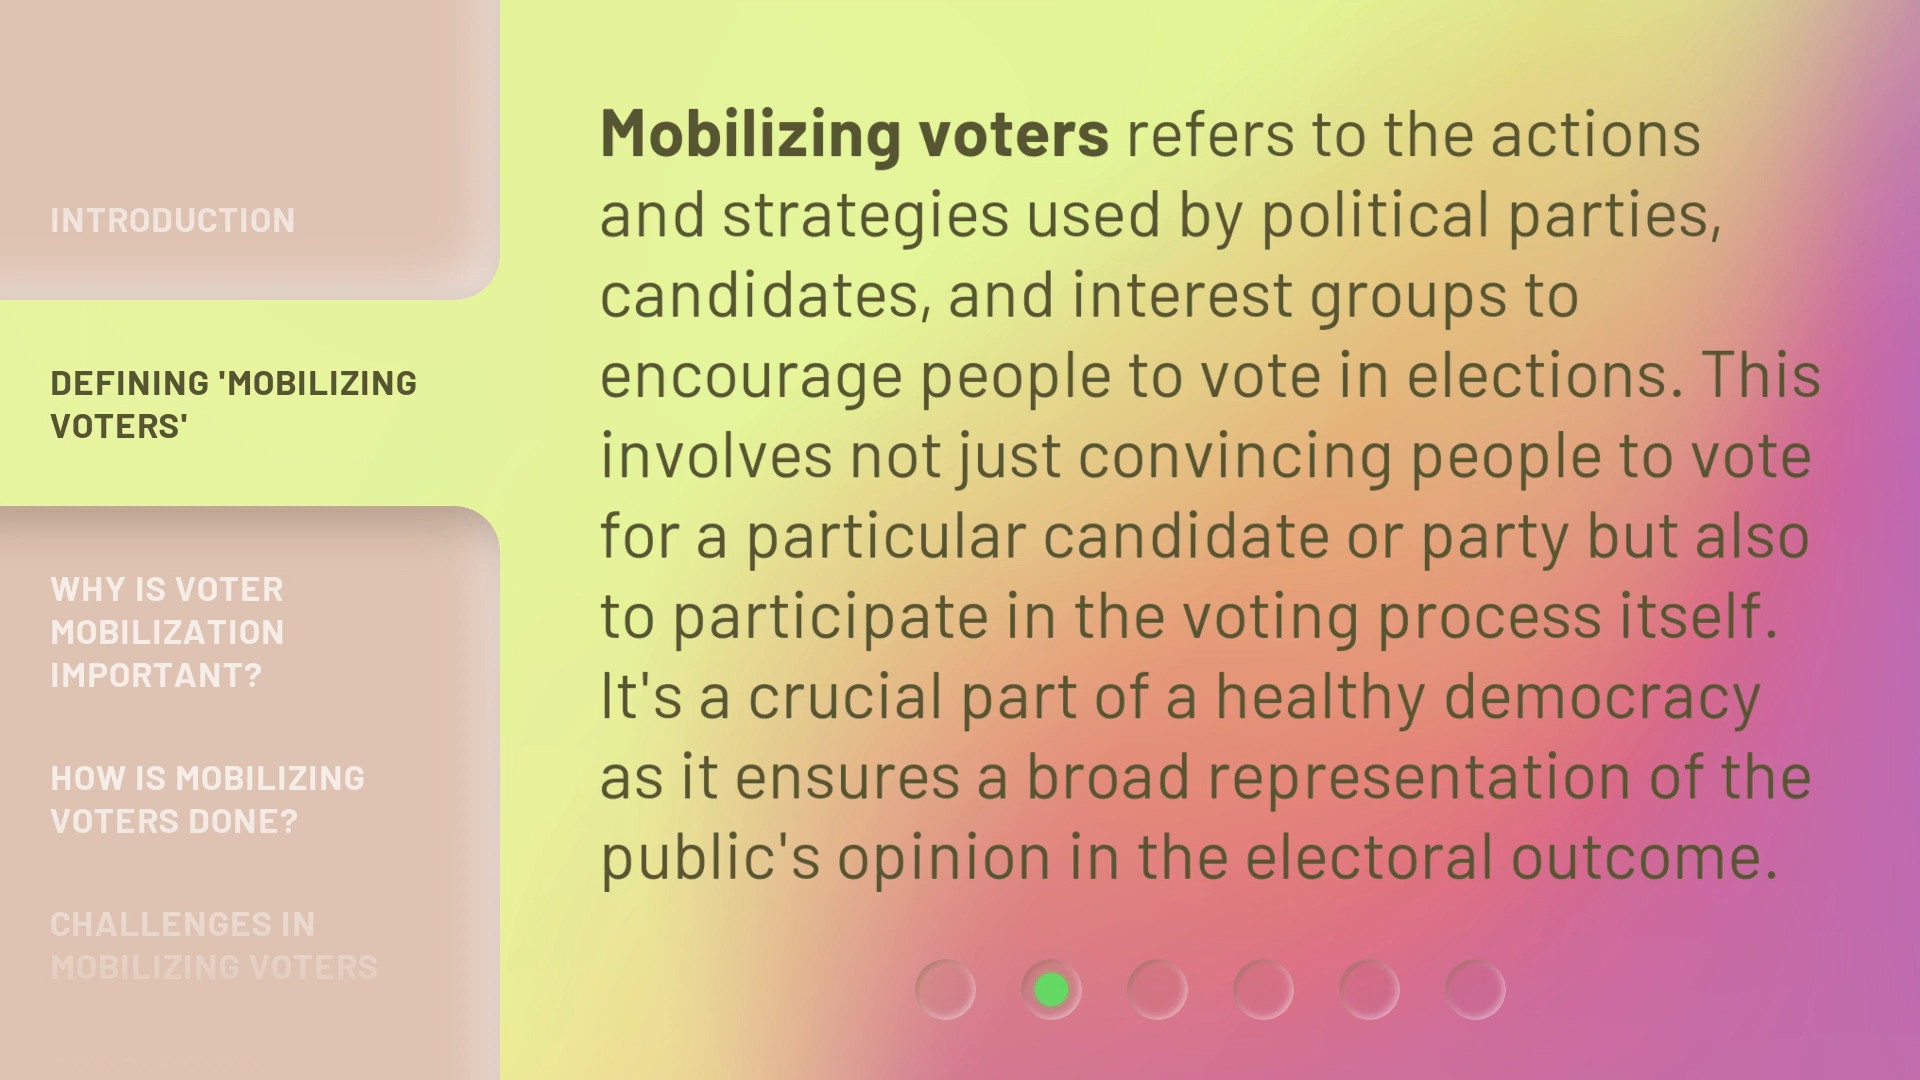 INTRODUCTION
DEFINING 'MOBILIZING
VOTERS'
WHY IS VOTER
MOBILIZATION
IMPORTANT?
HOW IS MOBILIZING
VOTERS DONE?
CHALLENGES IN
MOBILIZING VOTERS
Mobilizing voters refers to the actions
and strategies used by political parties,
candidates, and interest groups to
encourage people to vote in elections. This
involves not just convincing people to vote
for a particular candidate or party but also
to participate in the voting process itself.
It's a crucial part of a healthy democracy
as it ensures a broad representation of the
public's opinion in the electoral outcome.